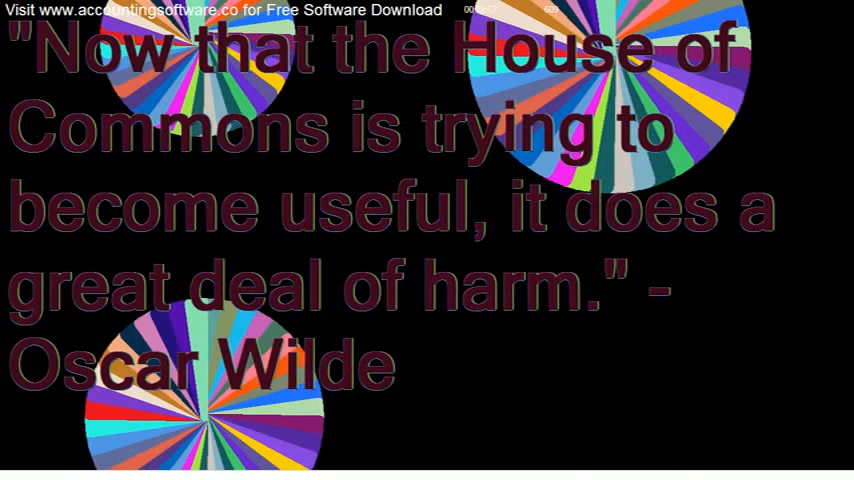 Visit www.accountingsoftware.co for Free Software Download
609
"Now that the House of
Commons is trying to
become useful, it does a
great deal of harm." -
Oscar Wilde